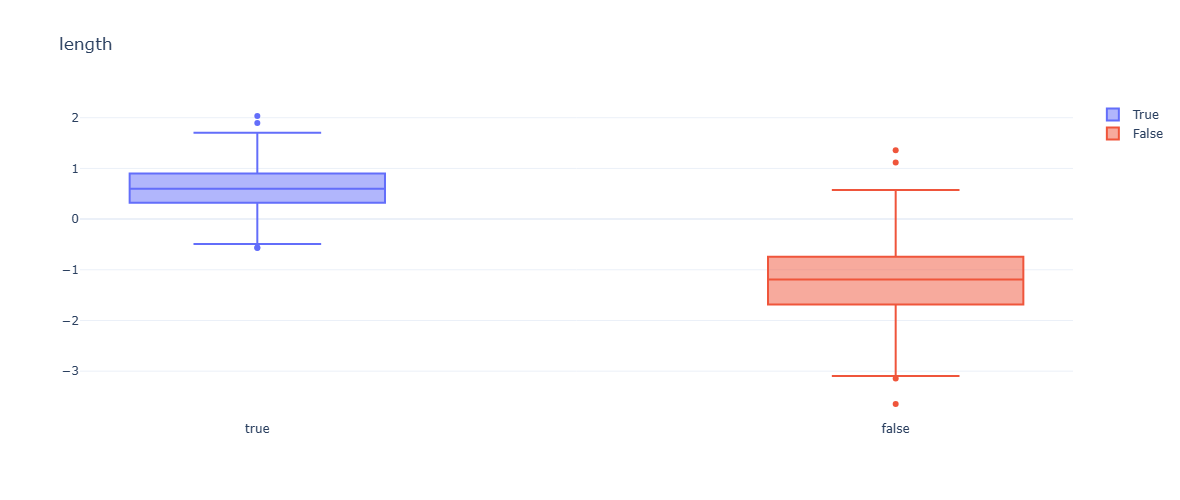 length
2
1
0
−1
−2
−3
true
false
True
False